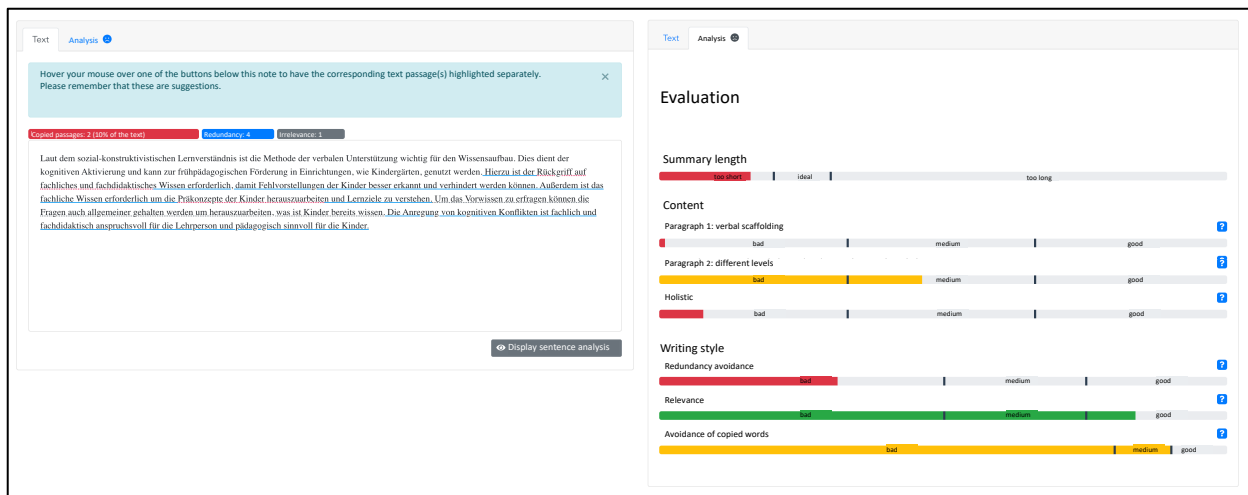 Text Analysis
Hover your mouse over one of the buttons below this note to have the corresponding text passage(s) highlighted separately.
Please remember that these are suggestions.
×
Copied passages: 2 (10% of the text) Redundancy: 4 Irrelevance: 1
Laut dem sozial-konstruktivistischen Lernverständnis ist die Methode der verbalen Unterstützung wichtig für den Wissensaufbau. Dies dient der
kognitiven Aktivierung und kann zur frühpädagogischen Förderung in Einrichtungen, wie Kindergärten, genutzt werden. Hierzu ist der Rückgriff auf
fachliches und fachdidaktisches Wissen erforderlich, damit Fehlvorstellungen der Kinder besser erkannt und verhindert werden können. Außerdem ist das
fachliche Wissen erforderlich um die Präkonzepte der Kinder herauszuarbeiten und Lernziele zu verstehen. Um das Vorwissen zu erfragen können die
Fragen auch allgemeiner gehalten werden um herauszuarbeiten, was ist Kinder bereits wissen. Die Anregung von kognitiven Konflikten ist fachlich und
fachdidaktisch anspruchsvoll für die Lehrperson und pädagogisch sinnvoll für die Kinder.
Display sentence analysis
Text Analysis
Evaluation
Summary length
too short ideal too long
Content
Paragraph 1: verbal scaffolding ?
bad medium good
Paragraph 2: different levels ?
bad medium good
Holistic ?
bad medium good
Writing style
Redundancy avoidance ?
bad medium good
Relevance ?
bad medium good
Avoidance of copied words ?
bad medium good